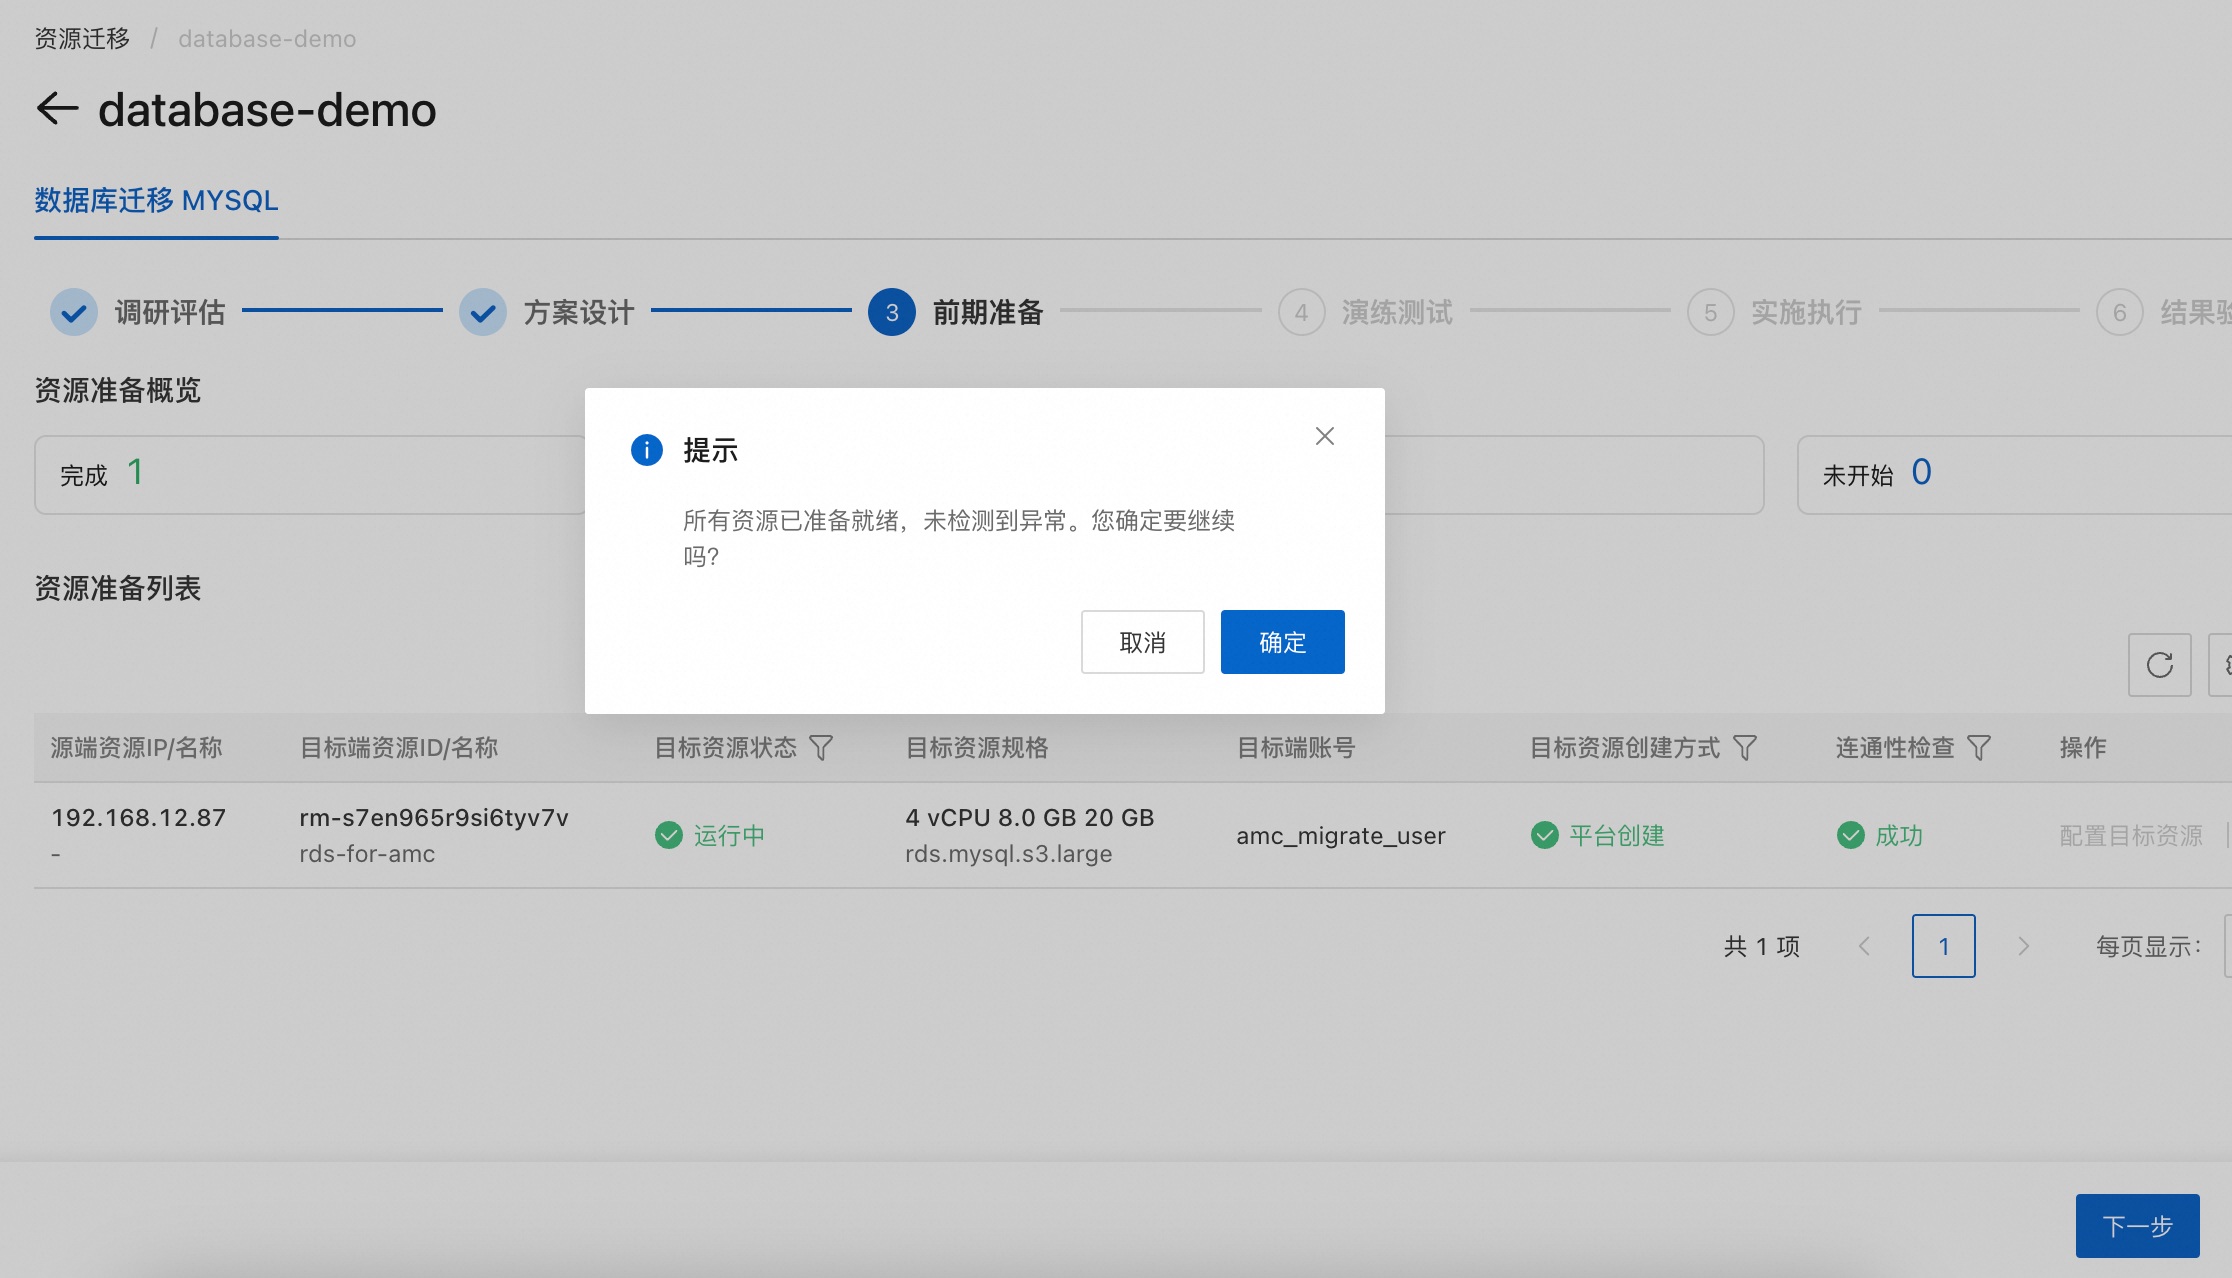 资源迁移 / database-demo
database-demo
数据库迁移 MYSQL
调研评估 方案设计 3 前期准备 4 演练测试 5 实施执行 6 结果
资源准备概览
完成 1
未开始 0
提示
所有资源已准备就绪，未检测到异常。您确定要继续
吗？
取消 确定
资源准备列表
源端资源IP/名称 目标端资源ID/名称 目标资源状态 目标资源规格 目标端账号 目标资源创建方式 连通性检查 操作
192.168.12.87 rm-s7en965r9si6tyv7v 运行中 4 vCPU 8.0 GB 20 GB amc_migrate_user 平台创建 成功 配置目标资源
- rds-for-amc rds.mysql.s3.large
共 1 项 1 每页显示：
下一步